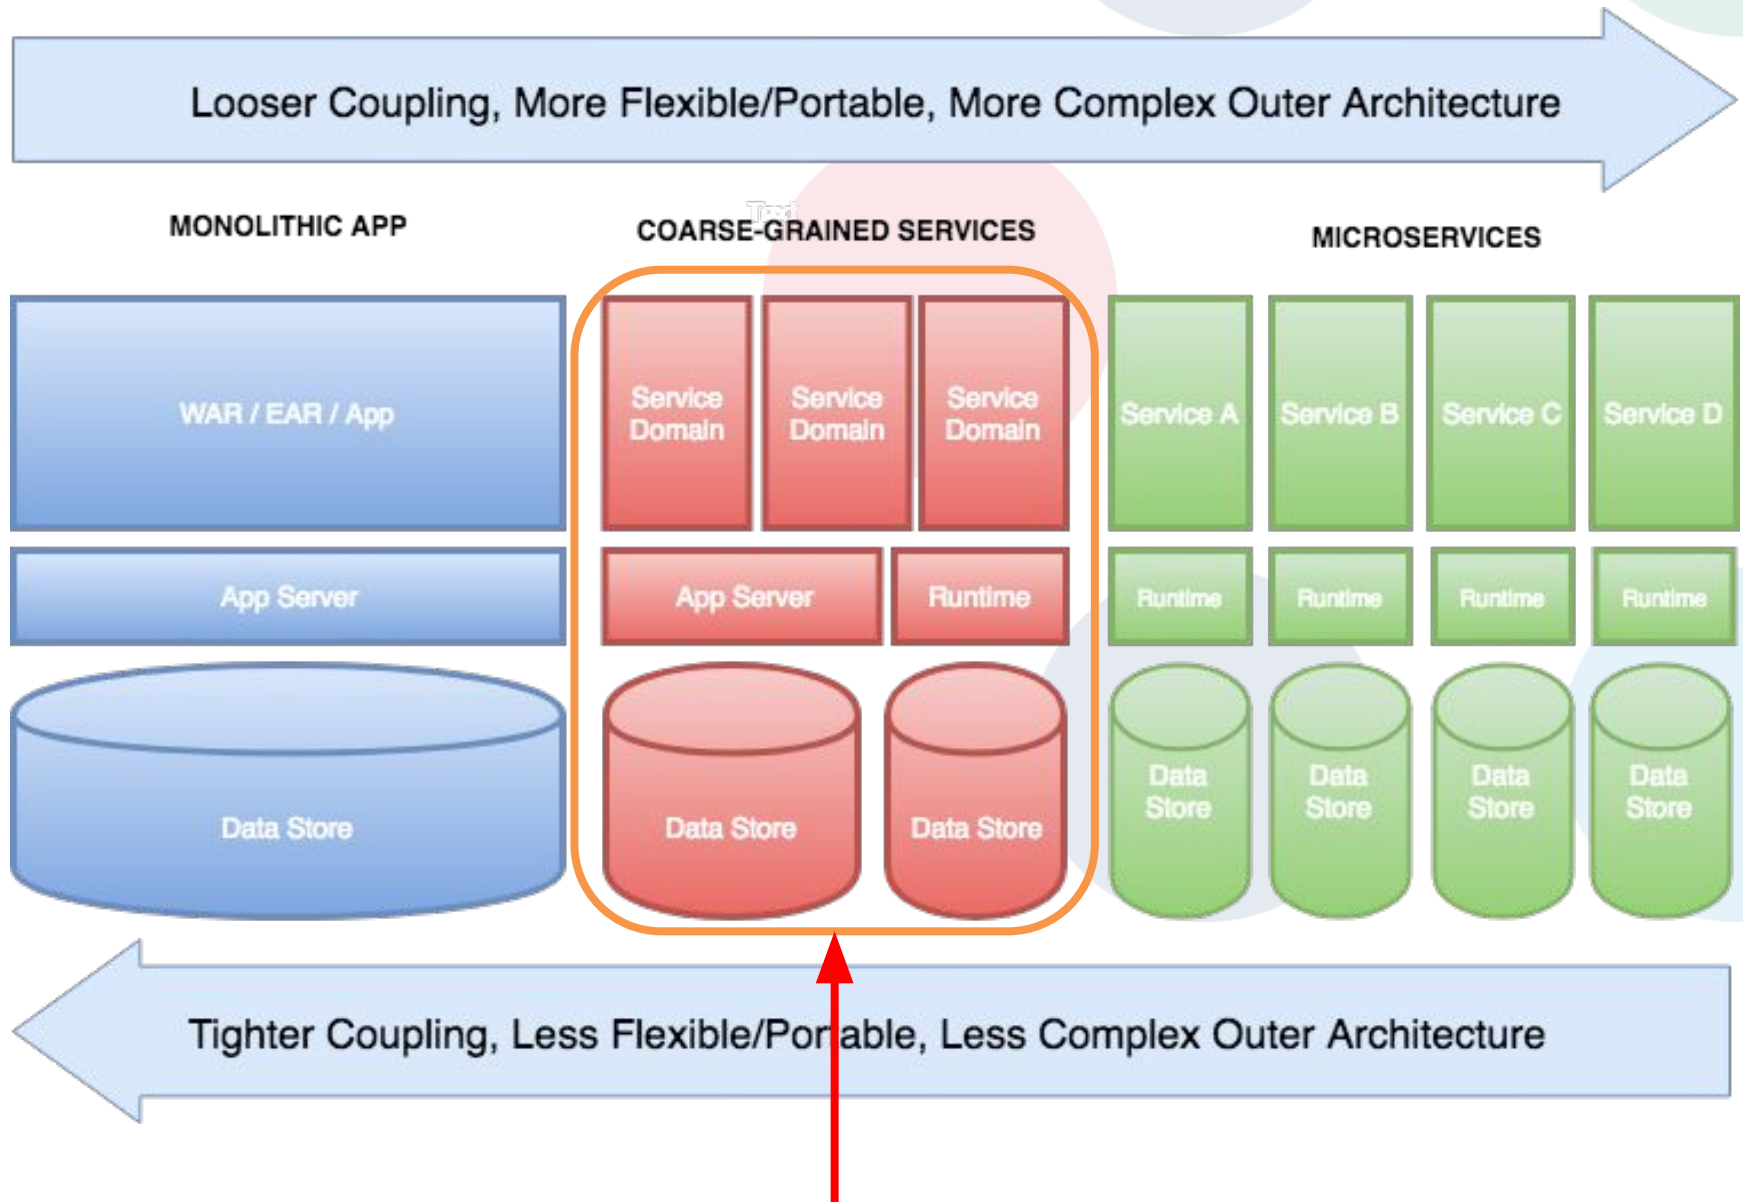 Looser Coupling, More Flexible/Portable, More Complex Outer Architecture
MONOLITHIC APP
Text
COARSE-GRAINED SERVICES
MICROSERVICES
WAR / EAR / App
Service
Domain
Service
Domain
Service
Domain
Service A
Service B
Service C
Service D
App Server
App Server
Runtime
Runtime
Runtime
Runtime
Runtime
Data Store
Data Store
Data Store
Data
Store
Data
Store
Data
Store
Data
Store
Tighter Coupling, Less Flexible/Portable, Less Complex Outer Architecture